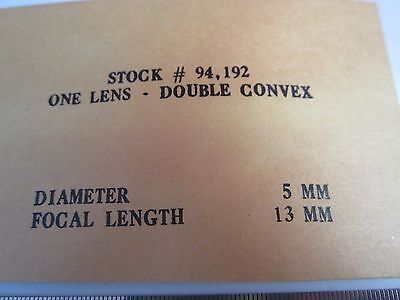 STOCK # 94,192
ONE LENS - DOUBLE CONVEX
DIAMETER 5 MM
FOCAL LENGTH 13 MM